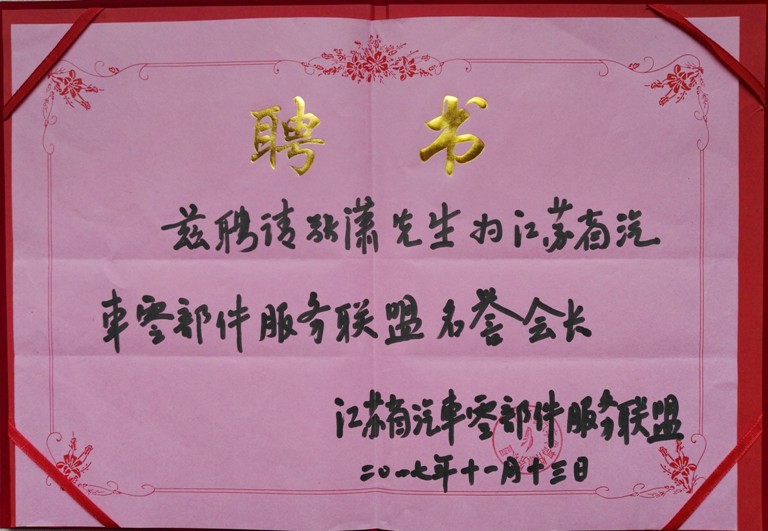 聘 书
兹聘请张潇先生为江苏省汽
车零部件服务联盟名誉会长
江苏省汽车零部件服务联盟
二〇一七年十一月十三日